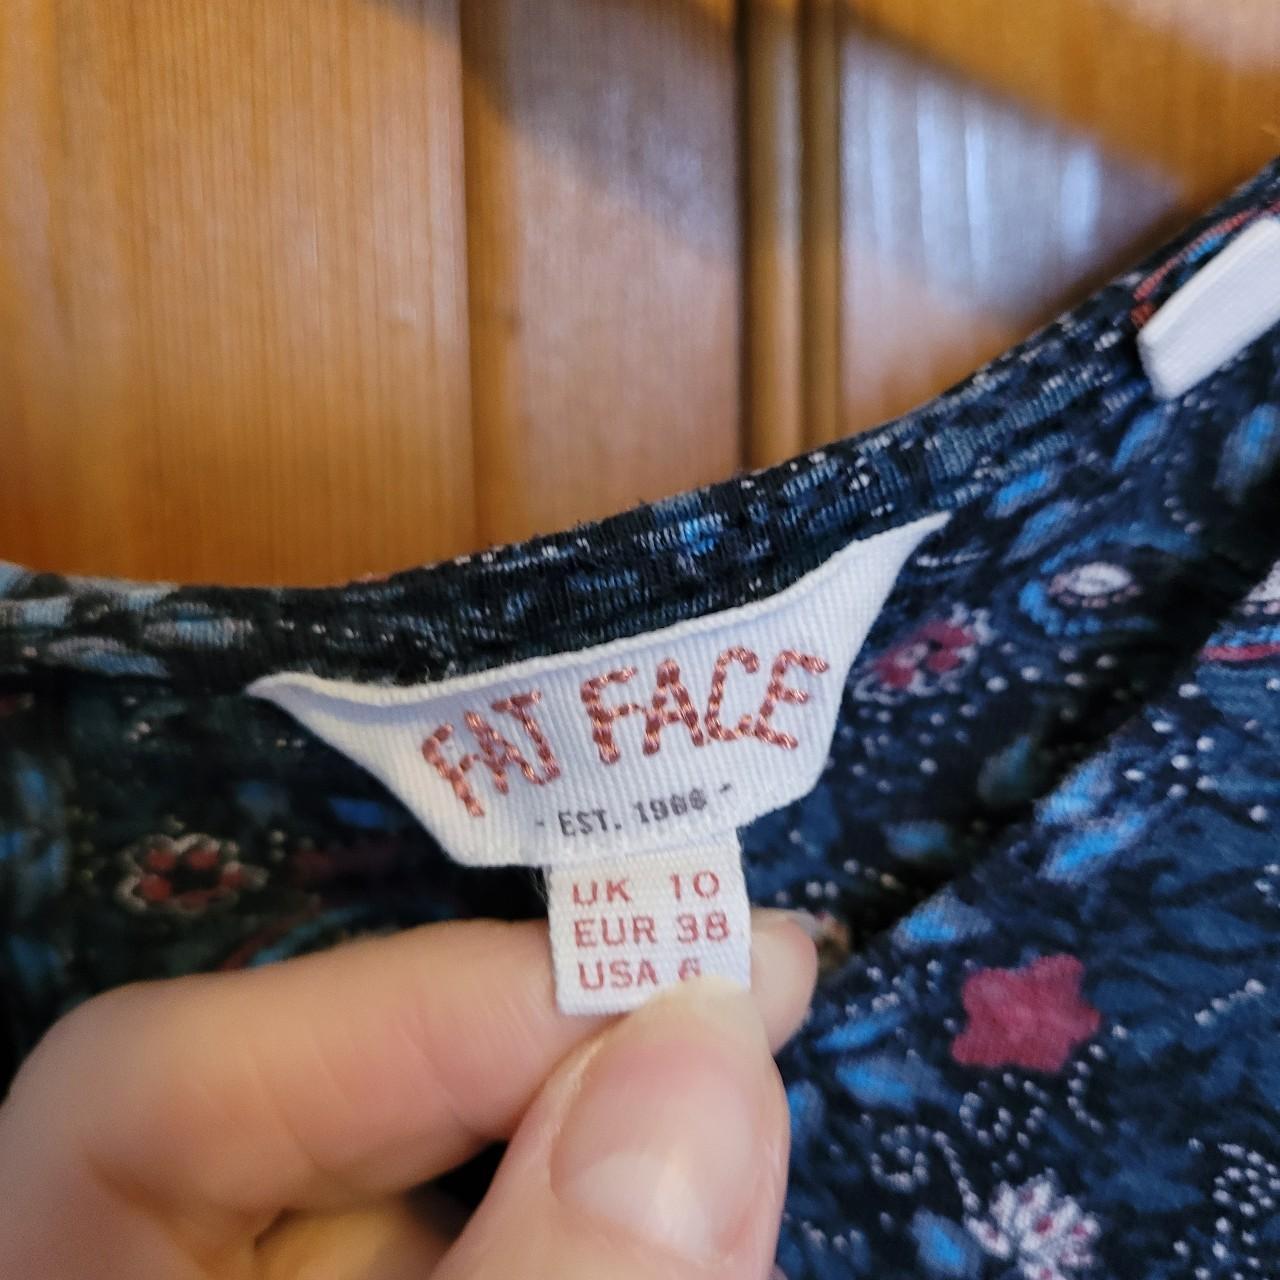 FAT FACE
- EST. 1988 -
UK 10
EUR 38
USA 6